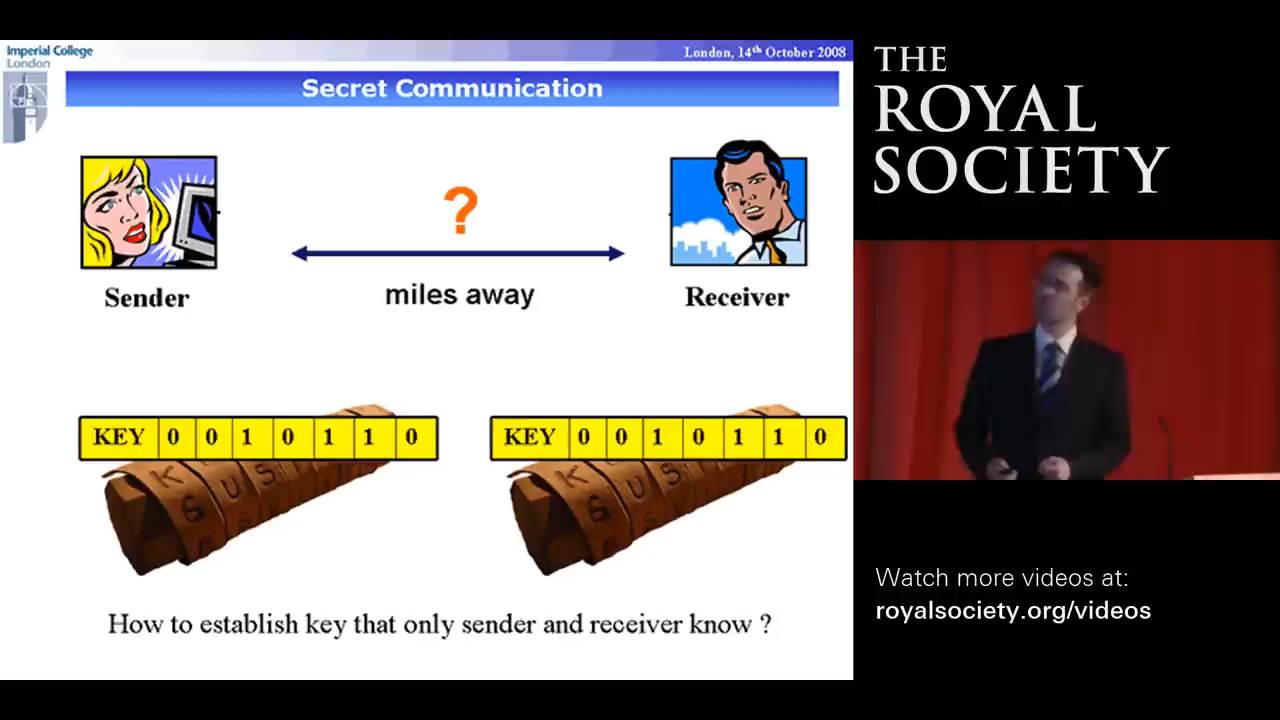 Imperial College
London
London, 14th October 2008
Secret Communication
?
Sender
miles away
Receiver
KEY 0 0 1 0 1 1 0
KEY 0 0 1 0 1 1 0
How to establish key that only sender and receiver know ?
THE
ROYAL
SOCIETY
Watch more videos at:
royalsociety.org/videos